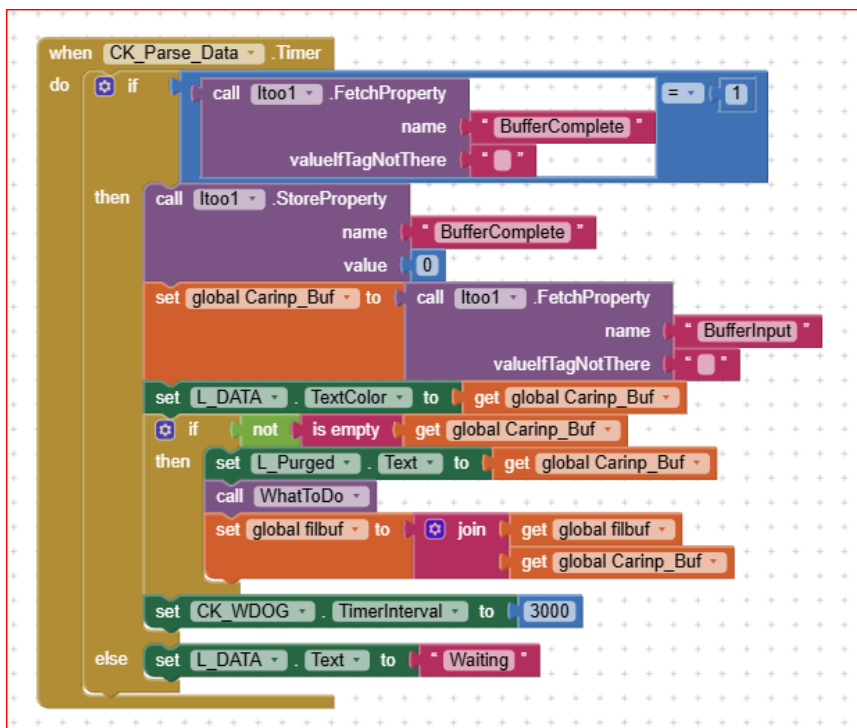 when CK_Parse_Data .Timer
do if call Itoo1 .FetchProperty = 1
name " BufferComplete "
valueIfTagNotThere " "
then call Itoo1 .StoreProperty
name " BufferComplete "
value 0
set global Carinp_Buf to call Itoo1 .FetchProperty
name " BufferInput "
valueIfTagNotThere " "
set L_DATA . TextColor to get global Carinp_Buf
if not is empty get global Carinp_Buf
then set L_Purged . Text to get global Carinp_Buf
call WhatToDo
set global filbuf to join get global filbuf
get global Carinp_Buf
set CK_WDOG . TimerInterval to 3000
else set L_DATA . Text to " Waiting "